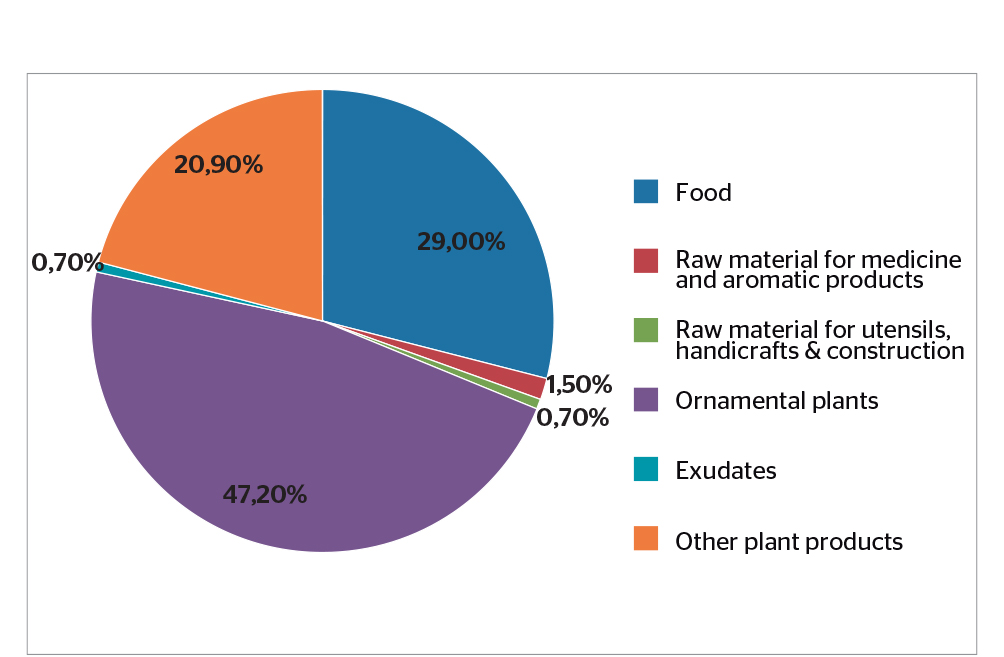 20,90%
29,00%
0,70%
1,50%
0,70%
47,20%
Food
Raw material for medicine
and aromatic products
Raw material for utensils,
handicrafts & construction
Ornamental plants
Exudates
Other plant products